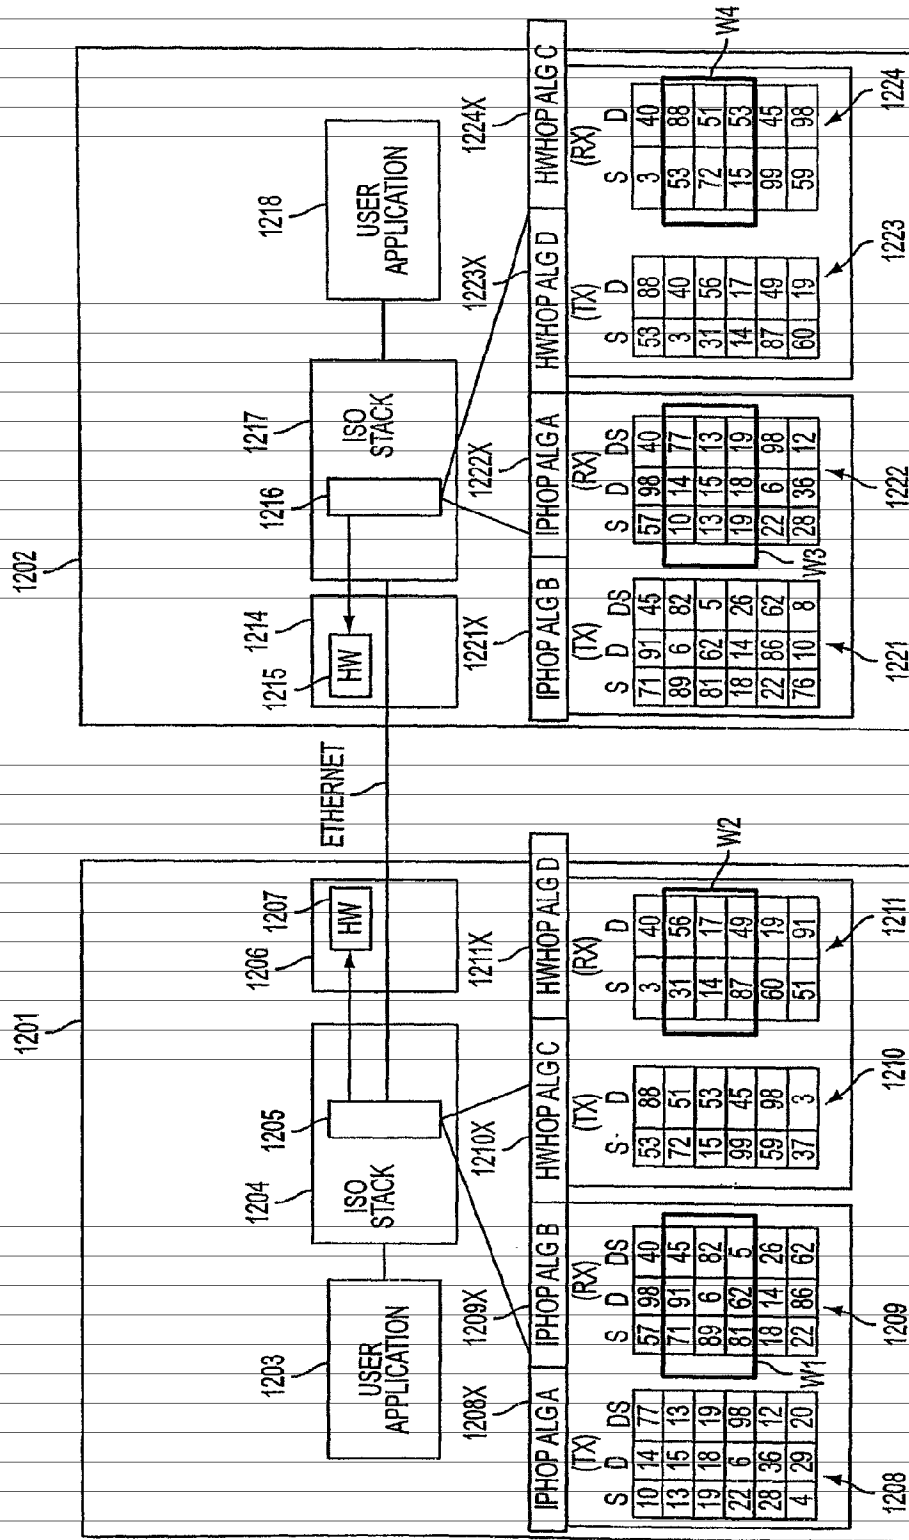 1201
1202
1203
USER
APPLICATION
1204
ISO
STACK
1205
1206
1207
HW
ETHERNET
1214
1215
HW
1216
1217
ISO
STACK
1218
USER
APPLICATION
1208X
1209X
1210X
1211X
IPHOP ALG A
IPHOP ALG B
HWHOP ALG C
HWHOP ALG D
(TX)
S D DS
10 14 77
13 15 13
19 18 19
22 6 98
28 36 12
4 29 20
1208
(RX)
S D DS
57 98 40
71 91 45
89 6 82
81 62 5
18 14 26
22 86 62
W1
1209
(TX)
S D
53 88
72 51
15 53
99 45
59 98
37 3
1210
(RX)
S D
3 40
31 56
14 17
87 49
60 19
51 91
W2
1211
1221X
1222X
1223X
1224X
IPHOP ALG B
IPHOP ALG A
HWHOP ALG D
HWHOP ALG C
(TX)
S D DS
71 91 45
89 6 82
81 62 5
18 14 26
22 86 62
76 10 8
1221
(RX)
S D DS
57 98 40
10 14 77
13 15 13
19 18 19
22 6 98
28 36 12
W3
1222
(TX)
S D
53 88
3 40
31 56
14 17
87 49
60 19
1223
(RX)
S D
3 40
53 88
72 51
15 53
99 45
59 98
W4
1224